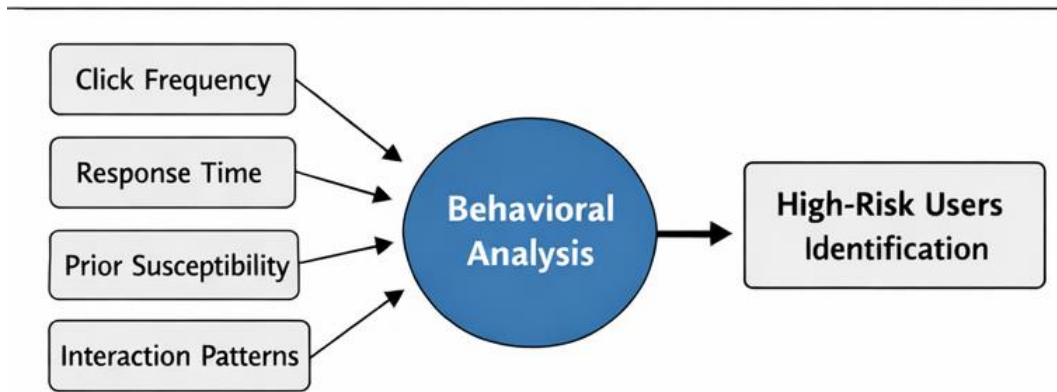 Click Frequency
Response Time
Prior Susceptibility
Interaction Patterns
Behavioral
Analysis
High-Risk Users
Identification